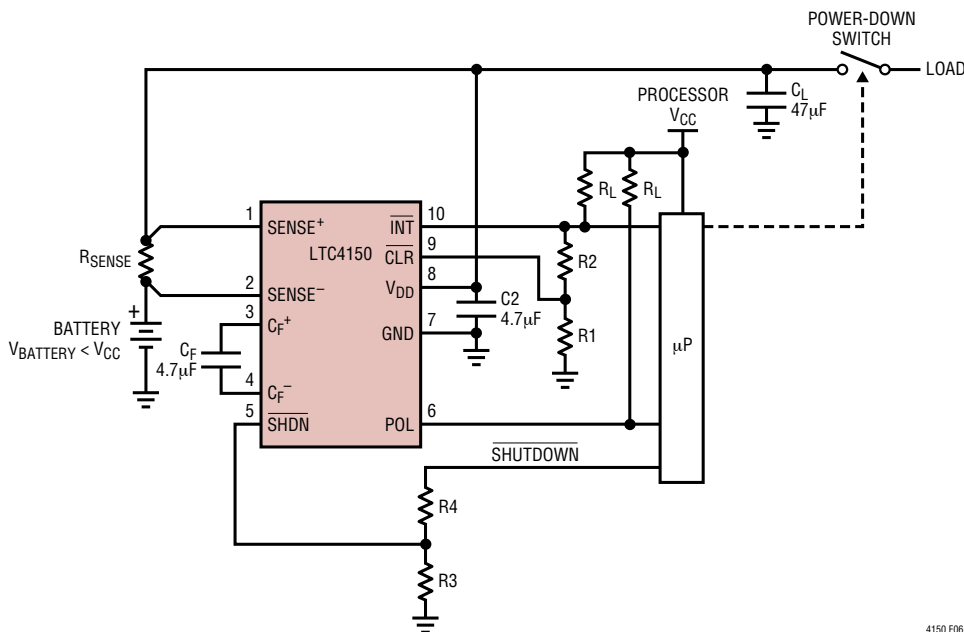 POWER-DOWN
SWITCH
LOAD
CL
47µF
PROCESSOR
VCC
RL
RL
1
SENSE+
INT
10
LTC4150
CLR
9
R2
RSENSE
VDD
8
2
SENSE–
C2
4.7µF
3
CF+
GND
7
R1
+
BATTERY
VBATTERY < VCC
CF
4.7µF
µP
4
CF–
5
SHDN
POL
6
SHUTDOWN
R4
R3
4150 F06